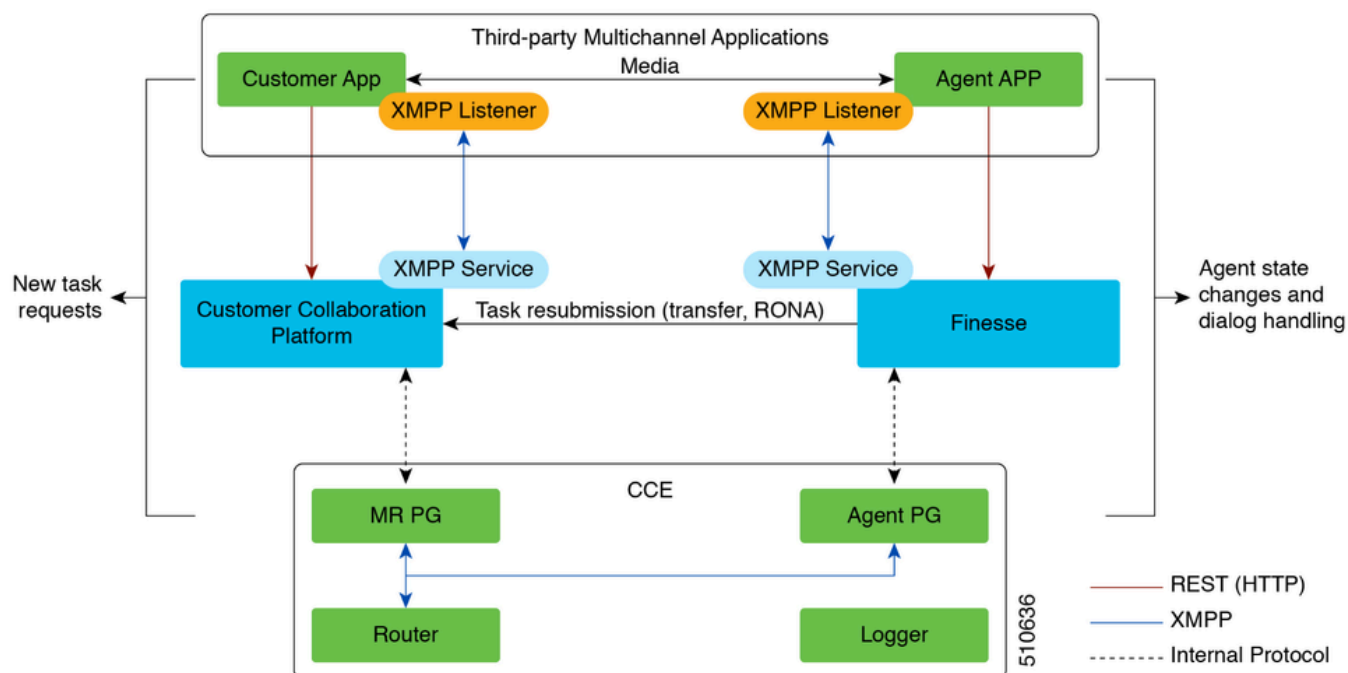 Third-party Multichannel Applications
Media
Customer App
Agent APP
XMPP Listener
XMPP Listener
XMPP Service
XMPP Service
New task
requests
Customer Collaboration
Platform
Task resubmission (transfer, RONA)
Finesse
Agent state
changes and
dialog handling
CCE
MR PG
Agent PG
Router
Logger
510636
REST (HTTP)
XMPP
Internal Protocol